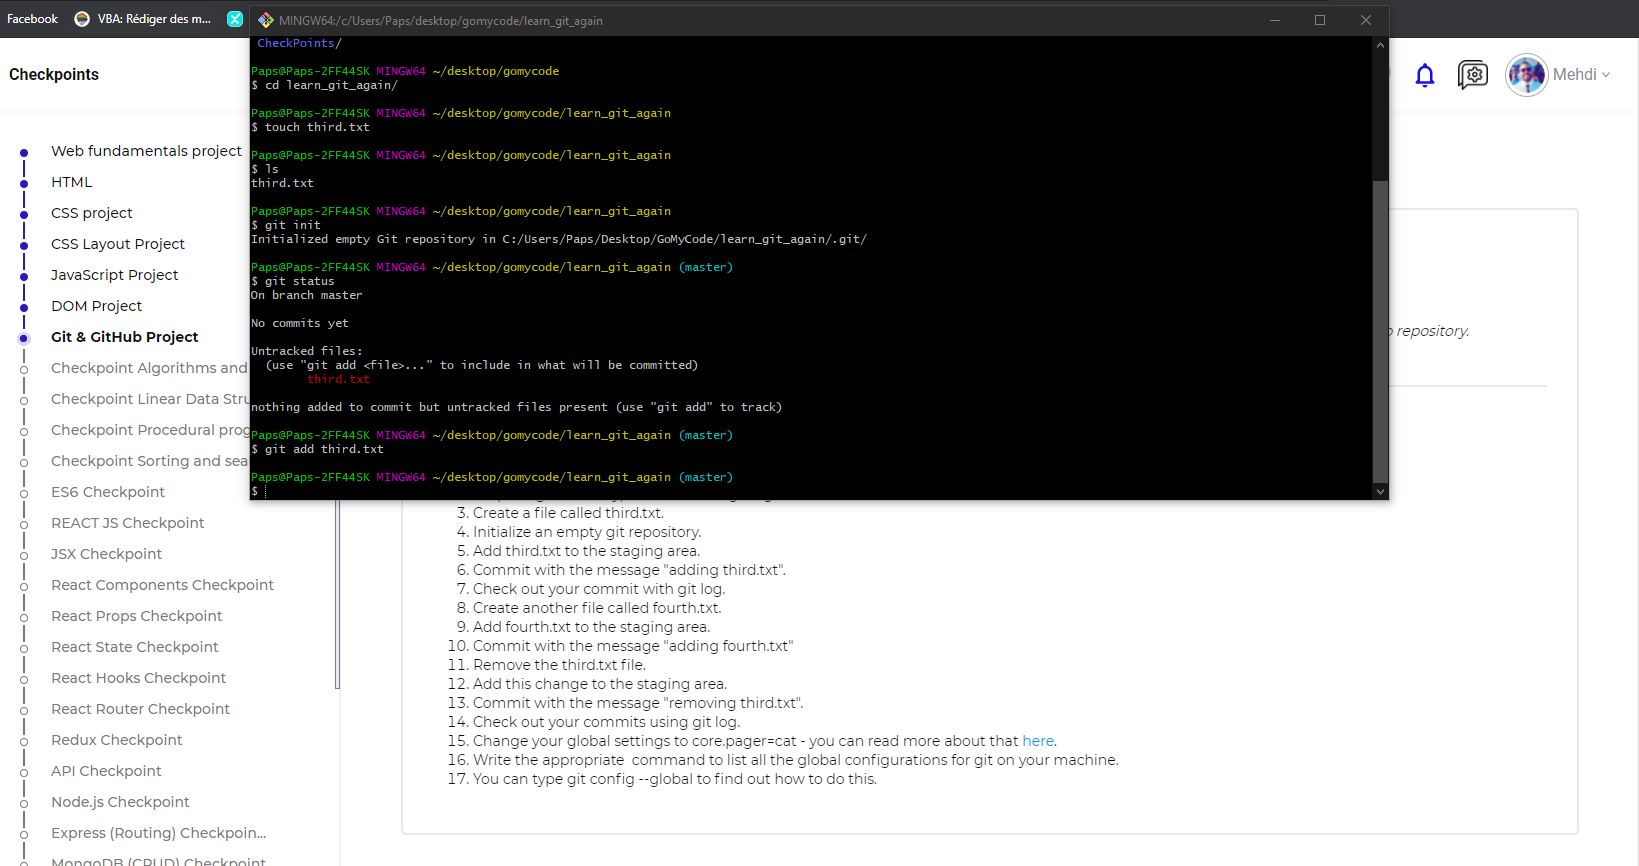 Facebook
VBA: Rédiger des m...
MINGW64:/c/Users/Paps/desktop/gomycode/learn_git_again
Checkpoints
Mehdi
Web fundamentals project
HTML
CSS project
CSS Layout Project
JavaScript Project
DOM Project
Git & GitHub Project
Checkpoint Algorithms and
Checkpoint Linear Data Stru
Checkpoint Procedural prog
Checkpoint Sorting and sea
ES6 Checkpoint
REACT JS Checkpoint
JSX Checkpoint
React Components Checkpoint
React Props Checkpoint
React State Checkpoint
React Hooks Checkpoint
React Router Checkpoint
Redux Checkpoint
API Checkpoint
Node.js Checkpoint
Express (Routing) Checkpoin...
MongoDB (CRUD) Checkpoint
CheckPoints/
Paps@Paps-2FF44SK MINGW64 ~/desktop/gomycode
$ cd learn_git_again/
Paps@Paps-2FF44SK MINGW64 ~/desktop/gomycode/learn_git_again
$ touch third.txt
Paps@Paps-2FF44SK MINGW64 ~/desktop/gomycode/learn_git_again
$ ls
third.txt
Paps@Paps-2FF44SK MINGW64 ~/desktop/gomycode/learn_git_again
$ git init
Initialized empty Git repository in C:/Users/Paps/Desktop/GoMyCode/learn_git_again/.git/
Paps@Paps-2FF44SK MINGW64 ~/desktop/gomycode/learn_git_again (master)
$ git status
On branch master
No commits yet
Untracked files:
(use "git add <file>..." to include in what will be committed)
third.txt
nothing added to commit but untracked files present (use "git add" to track)
Paps@Paps-2FF44SK MINGW64 ~/desktop/gomycode/learn_git_again (master)
$ git add third.txt
Paps@Paps-2FF44SK MINGW64 ~/desktop/gomycode/learn_git_again (master)
$
repository.
3. Create a file called third.txt.
4. Initialize an empty git repository.
5. Add third.txt to the staging area.
6. Commit with the message "adding third.txt".
7. Check out your commit with git log.
8. Create another file called fourth.txt.
9. Add fourth.txt to the staging area.
10. Commit with the message "adding fourth.txt"
11. Remove the third.txt file.
12. Add this change to the staging area.
13. Commit with the message "removing third.txt".
14. Check out your commits using git log.
15. Change your global settings to core.pager=cat - you can read more about that here.
16. Write the appropriate  command to list all the global configurations for git on your machine.
17. You can type git config --global to find out how to do this.